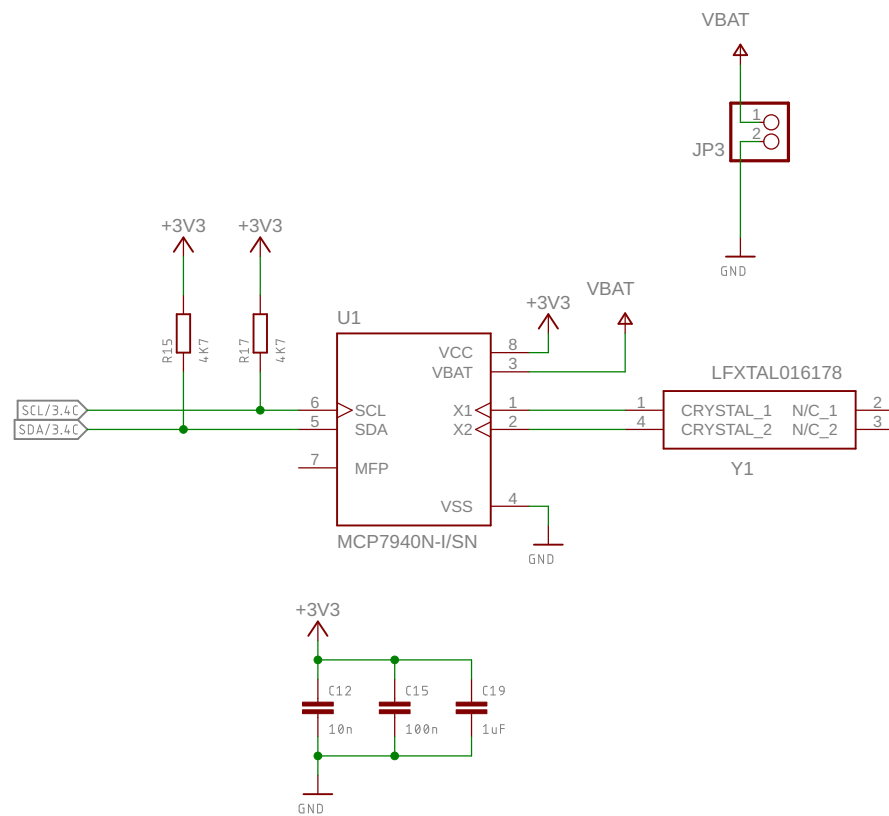 VBAT
1
2
JP3
GND
+3V3
+3V3
R15
4K7
R17
4K7
SCL/3.4C
SDA/3.4C
U1
6
SCL
5
SDA
7
MFP
VCC
8
VBAT
3
X1
1
X2
2
VSS
4
MCP7940N-I/SN
+3V3
VBAT
GND
LFXTAL016178
1
CRYSTAL_1
N/C_1
2
4
CRYSTAL_2
N/C_2
3
Y1
+3V3
C12
10n
C15
100n
C19
1uF
GND